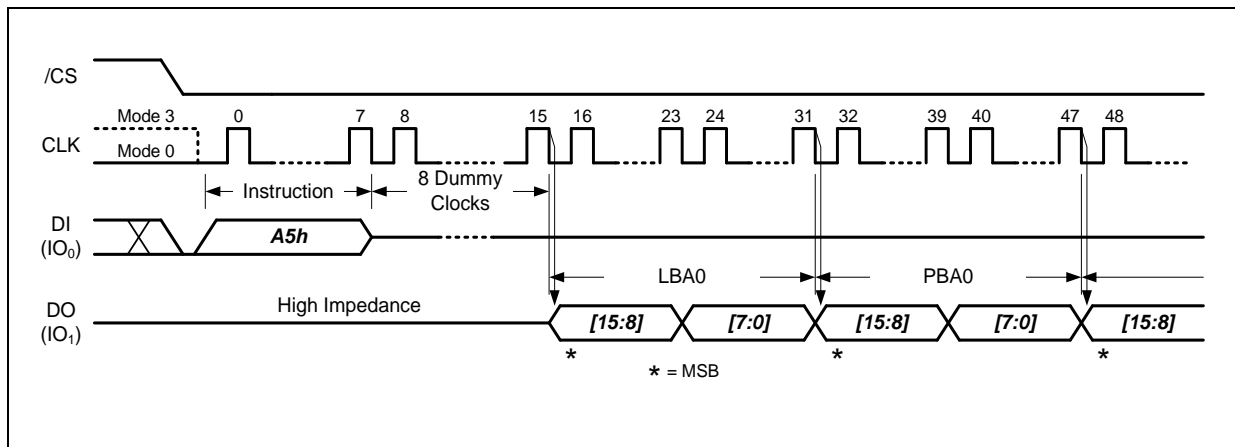 /CS
Mode 3
0 7 8 15 16 23 24 31 32 39 40 47 48
CLK
Mode 0
Instruction
8 Dummy
Clocks
DI
(IO₀)
A5h
LBA0 PBA0
High Impedance
DO
(IO₁)
[15:8] [7:0] [15:8] [7:0] [15:8]
* * *
* = MSB